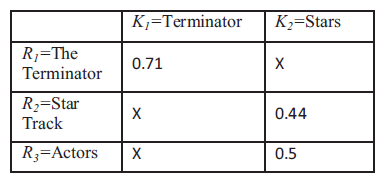 K1=Terminator K2=Stars
R1=The
Terminator 0.71 X
R2=Star
Track X 0.44
R3=Actors X 0.5